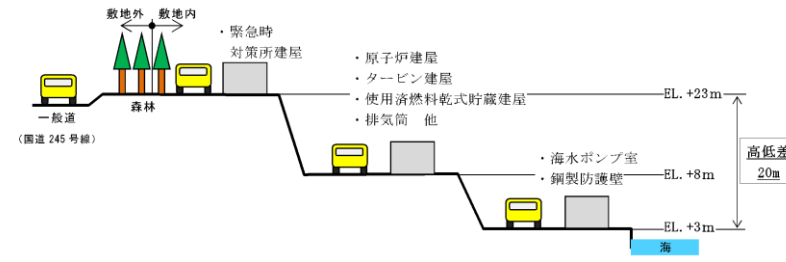 敷地外 敷地内
・緊急時
対策所建屋
・原子炉建屋
・タービン建屋
・使用済燃料乾式貯蔵建屋
・排気筒 他
EL.+23m
一般道
森林
(国道 245 号線)
・海水ポンプ室
・鋼製防護壁
高低差
20m
EL.+8m
EL.+3m
海